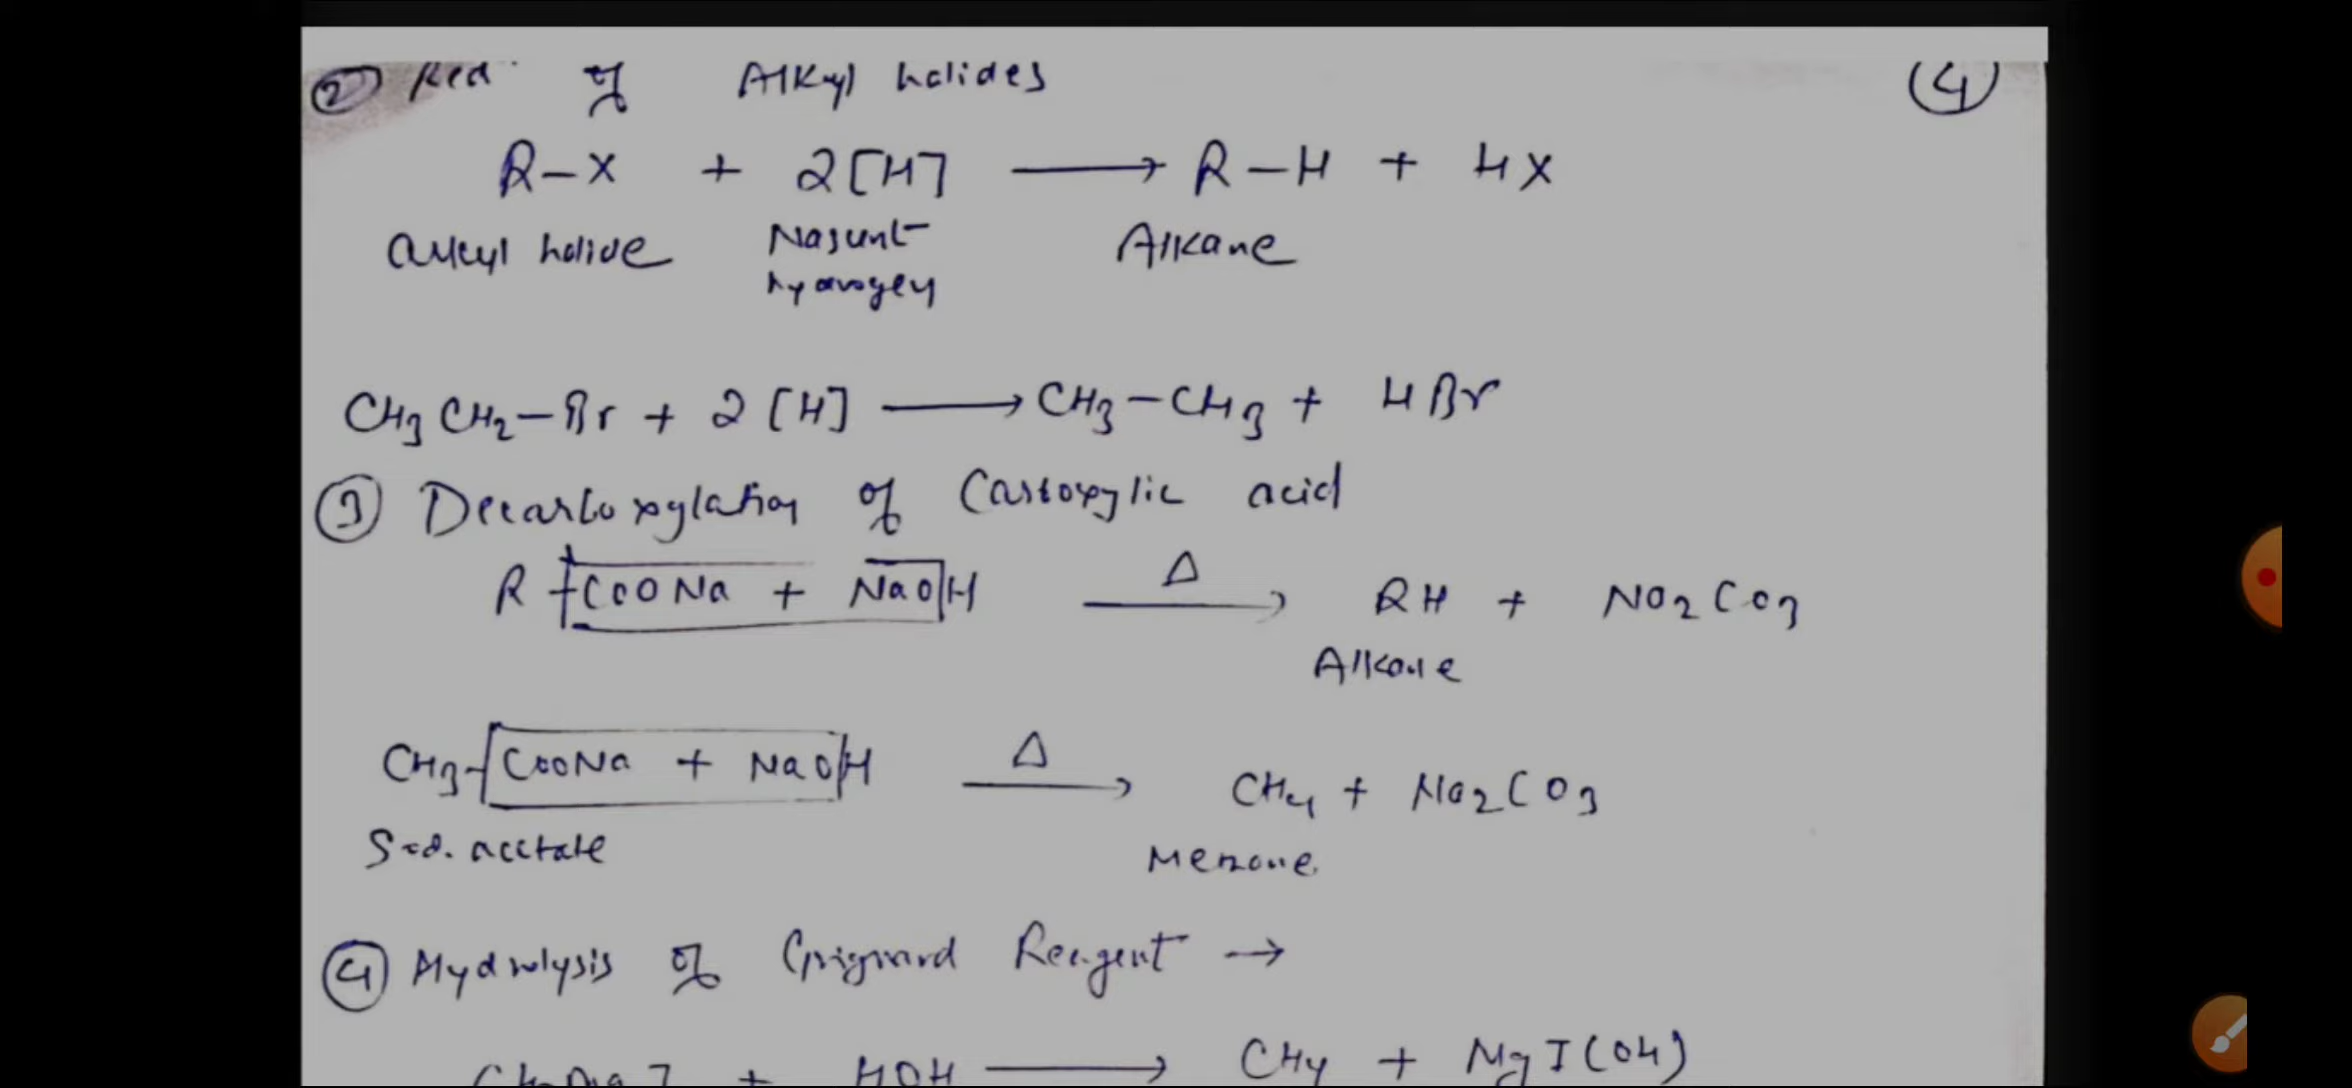 ② Red. of Alkyl halides
(4)
R-X + 2[H] ⟶ R-H + HX
alkyl halide Nasunt hydrogen Alkane
CH3CH2-Br + 2[H] ⟶ CH3-CH3 + HBr
③ Decarboxylation of Carboxylic acid
R-COONa + NaOH Δ⟶ RH + Na2CO3
Alkane
CH3-COONa + NaOH Δ⟶ CH4 + Na2CO3
Sod. acetate
④ Hydrolysis of Grignard Reagent →
+ HOH ⟶ CH4 + MgI(OH)